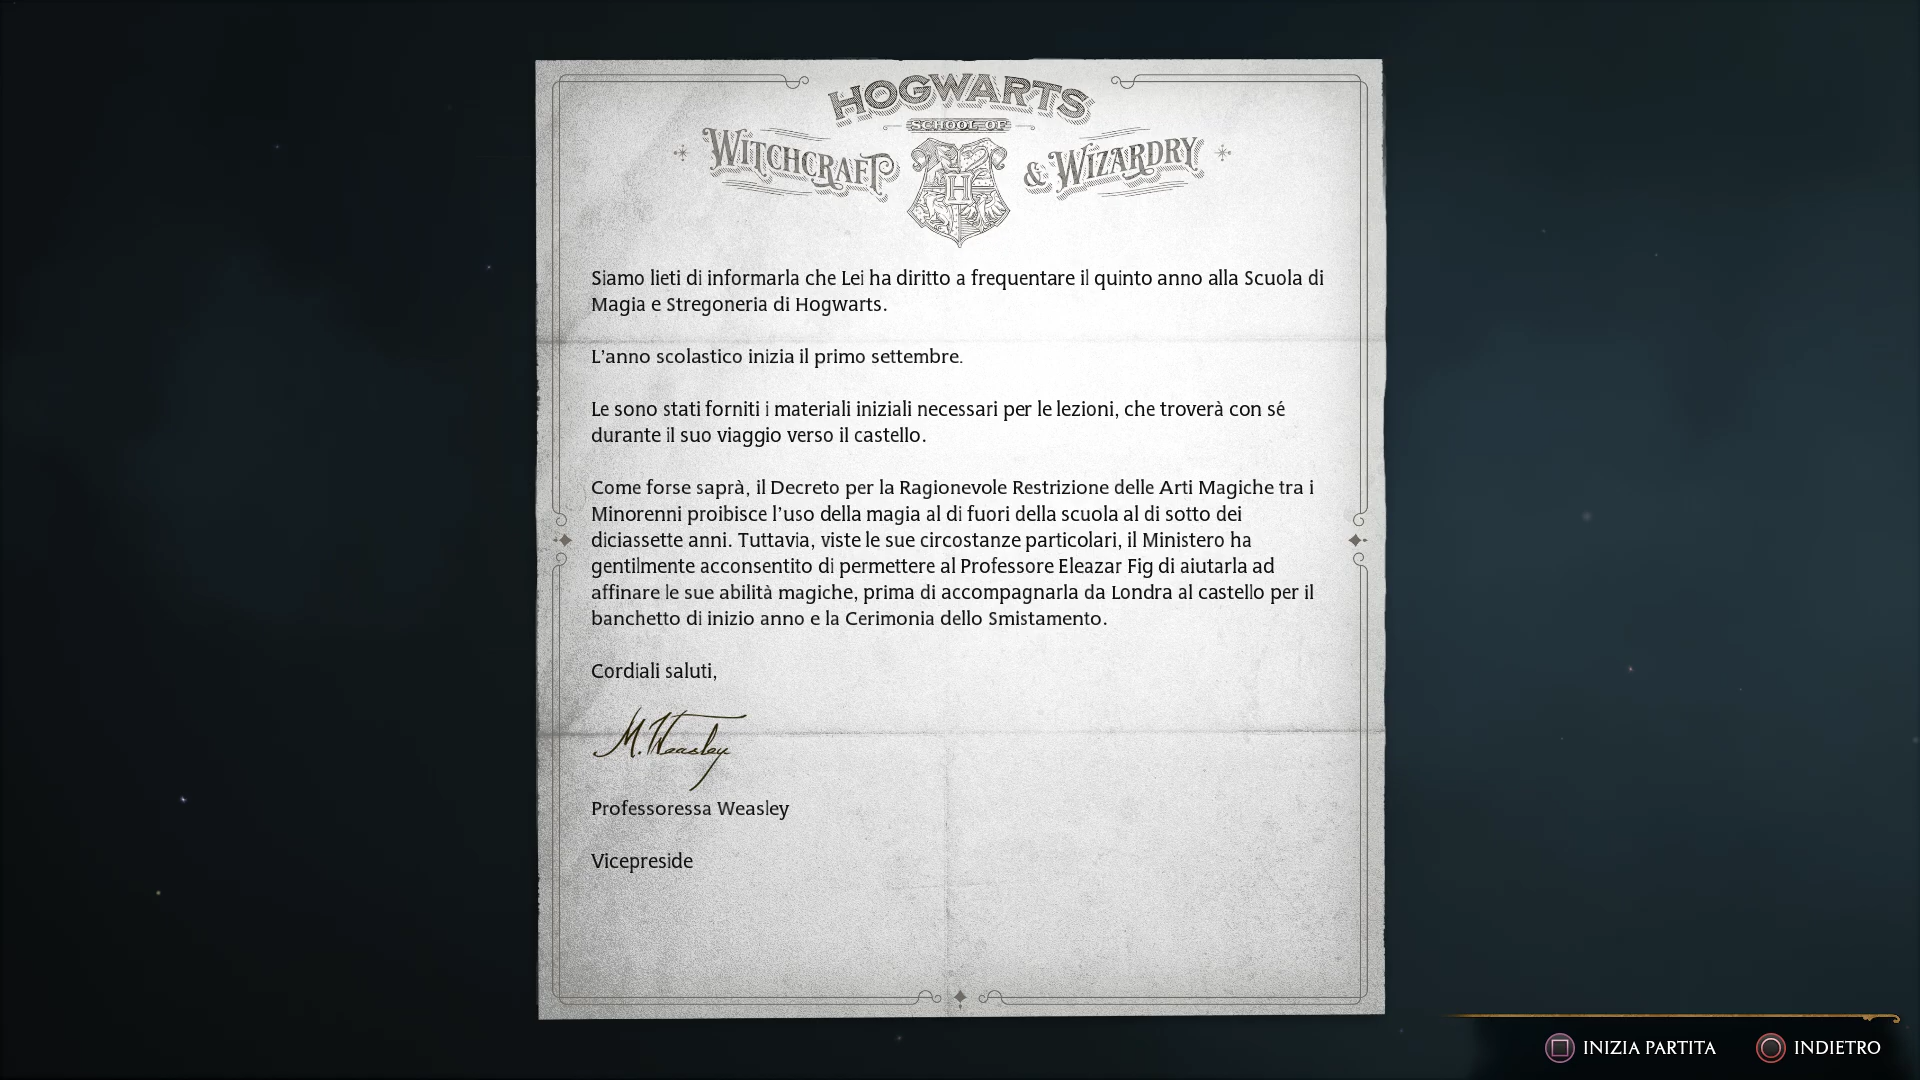 HOGWARTS
SCHOOL OF
WITCHCRAFT & WIZARDRY
H
Siamo lieti di informarla che Lei ha diritto a frequentare il quinto anno alla Scuola di
Magia e Stregoneria di Hogwarts.
L'anno scolastico inizia il primo settembre.
Le sono stati forniti i materiali iniziali necessari per le lezioni, che troverà con sé
durante il suo viaggio verso il castello.
Come forse saprà, il Decreto per la Ragionevole Restrizione delle Arti Magiche tra i
Minorenni proibisce l'uso della magia al di fuori della scuola al di sotto dei
diciassette anni. Tuttavia, viste le sue circostanze particolari, il Ministero ha
gentilmente acconsentito di permettere al Professore Eleazar Fig di aiutarla ad
affinare le sue abilità magiche, prima di accompagnarla da Londra al castello per il
banchetto di inizio anno e la Cerimonia dello Smistamento.
Cordiali saluti,
M. Weasley
Professoressa Weasley
Vicepreside
INIZIA PARTITA
INDIETRO